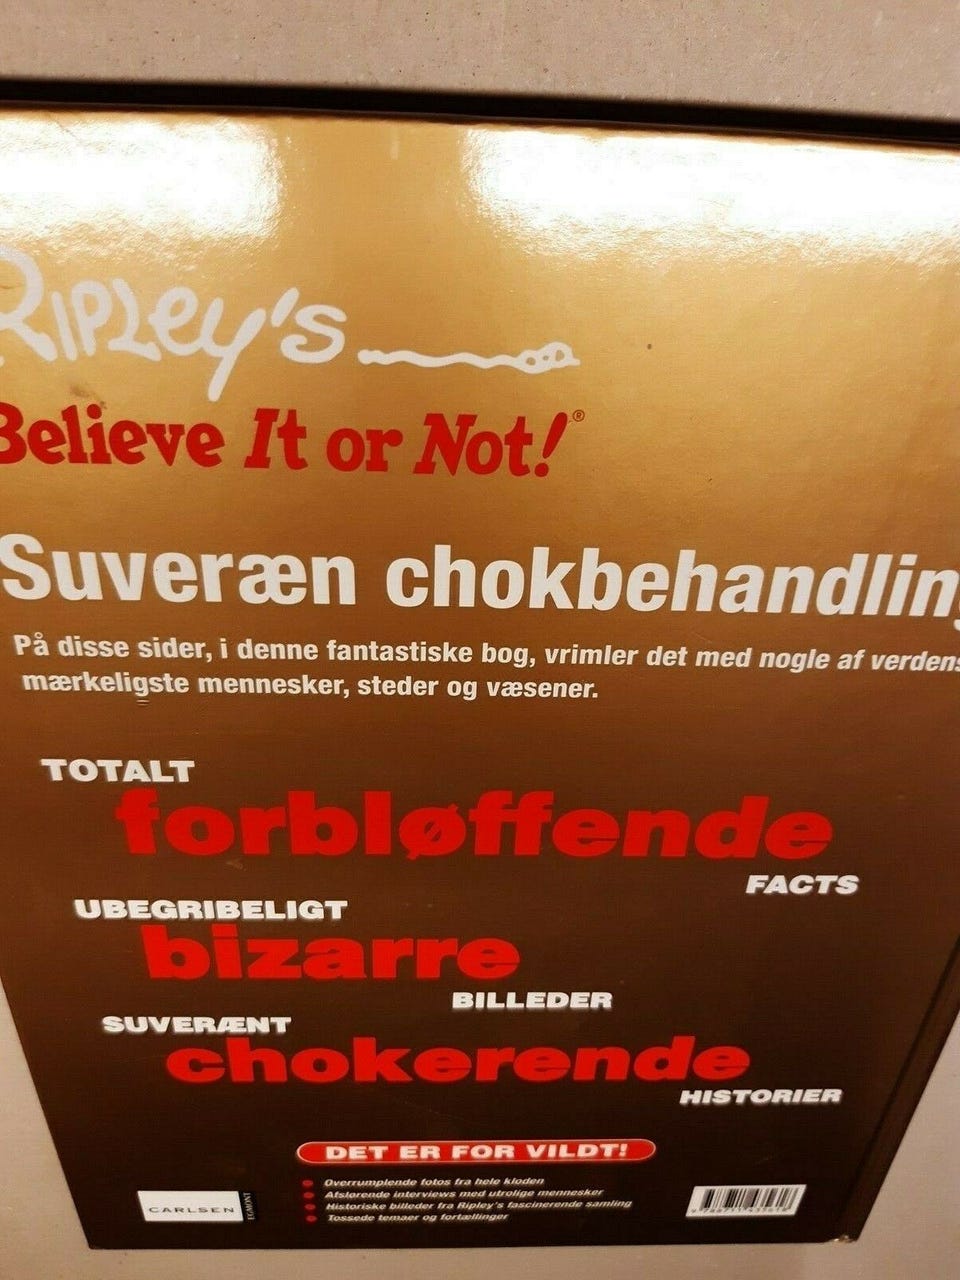 Ripley's
Believe It or Not!®
Suveræn chokbehandling
På disse sider, i denne fantastiske bog, vrimler det med nogle af verdens
mærkeligste mennesker, steder og væsener.
TOTALT
forbløffende
FACTS
UBEGRIBELIGT
bizarre
BILLEDER
SUVERÆNT
chokerende
HISTORIER
DET ER FOR VILDT!
Overrumplende fotos fra hele kloden
Afslørende interviews med utrolige mennesker
Historiske billeder fra Ripley's fascinerende samling
Tossede temaer og fortællinger
CARLSEN
EGMONT